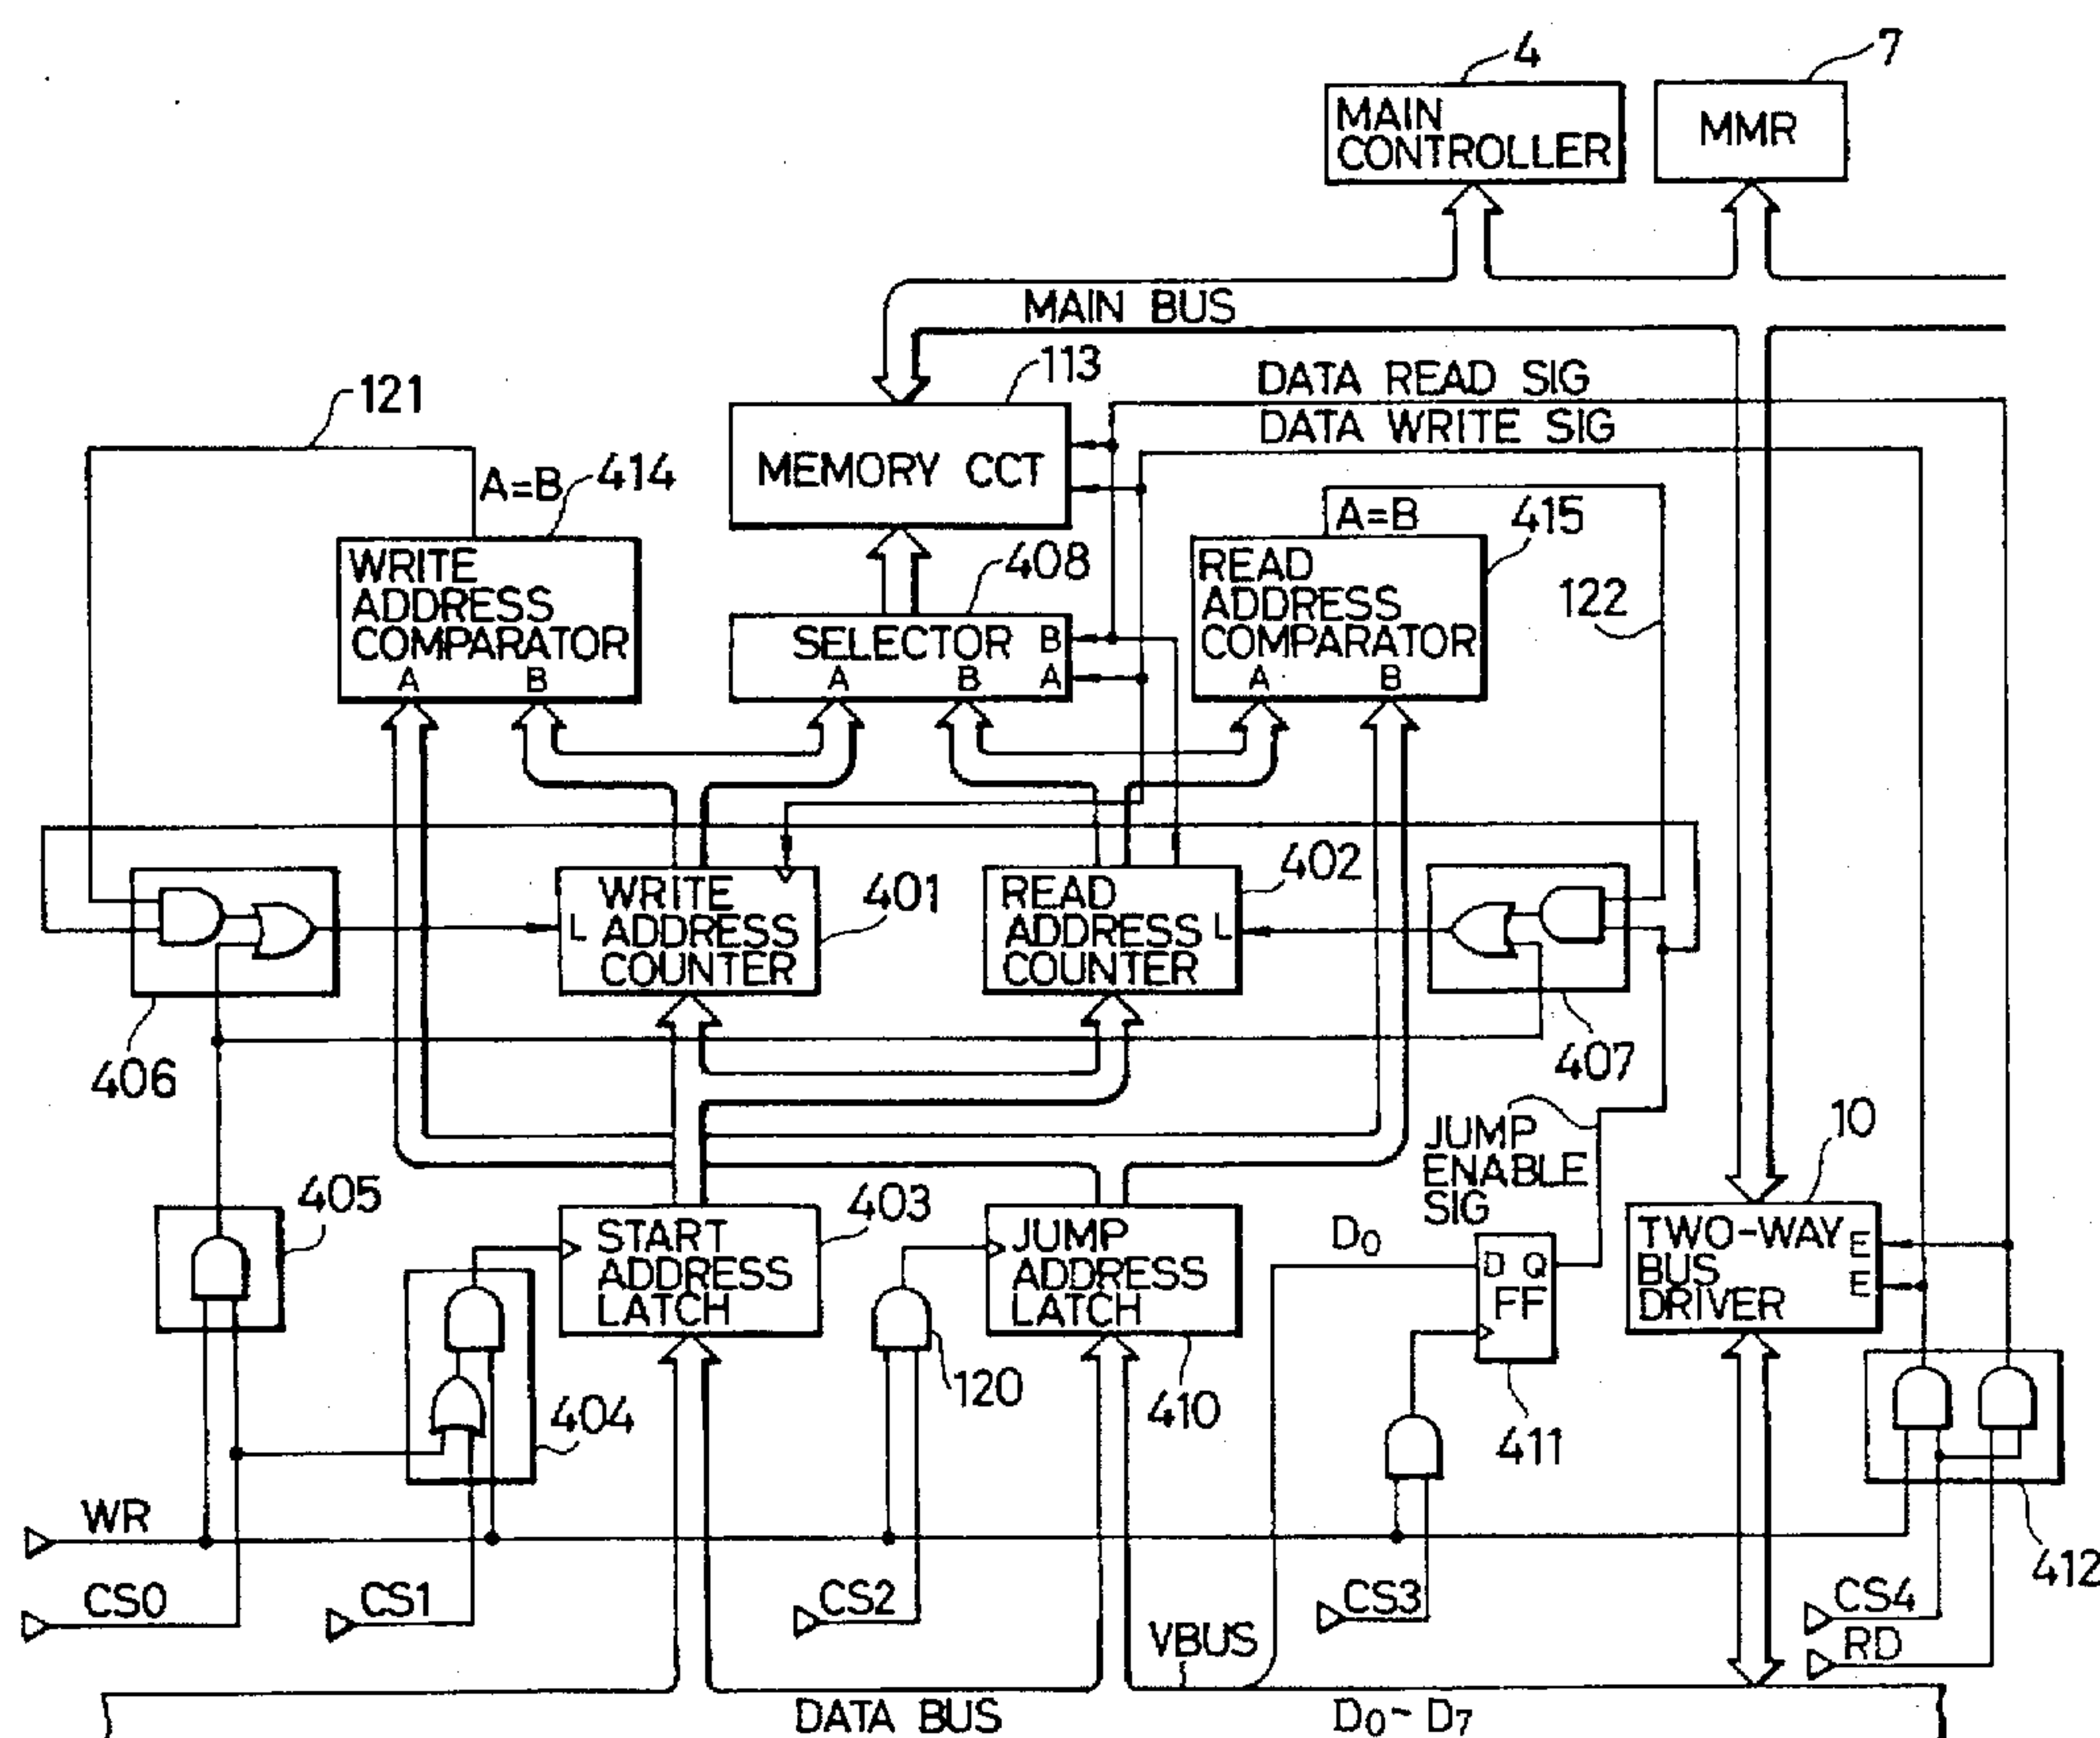 4
7
MAIN
CONTROLLER
MMR
MAIN BUS
113
DATA READ SIG
DATA WRITE SIG
121
A=B
414
MEMORY CCT
A=B
415
WRITE
ADDRESS
COMPARATOR
A B
408
SELECTOR B
A B A
READ
ADDRESS
COMPARATOR
A B
122
WRITE
L ADDRESS
COUNTER
401
READ
ADDRESS L
COUNTER
402
406
407
JUMP
ENABLE
SIG
10
405
403
START
ADDRESS
LATCH
JUMP
ADDRESS
LATCH
D0
D Q
FF
TWO-WAY E
BUS E
DRIVER
404
120
410
411
412
WR
CS0
CS1
CS2
CS3
CS4
RD
VBUS
DATA BUS
D0-D7